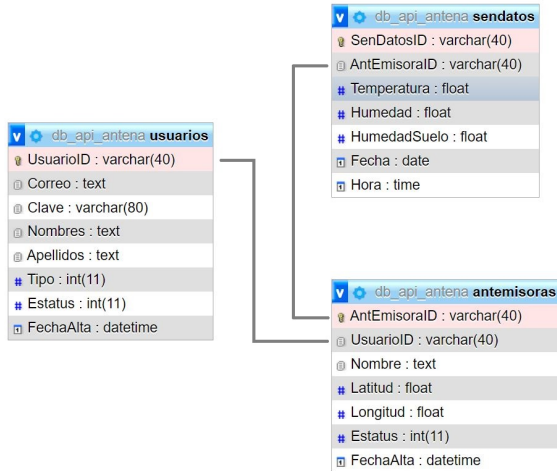 db_api_antena sendatos
SenDatosID : varchar(40)
AntEmisoraID : varchar(40)
Temperatura : float
Humedad : float
HumedadSuelo : float
Fecha : date
Hora : time
db_api_antena usuarios
UsuarioID : varchar(40)
Correo : text
Clave : varchar(80)
Nombres : text
Apellidos : text
Tipo : int(11)
Estatus : int(11)
FechaAlta : datetime
db_api_antena antemisoras
AntEmisoraID : varchar(40)
UsuarioID : varchar(40)
Nombre : text
Latitud : float
Longitud : float
Estatus : int(11)
FechaAlta : datetime